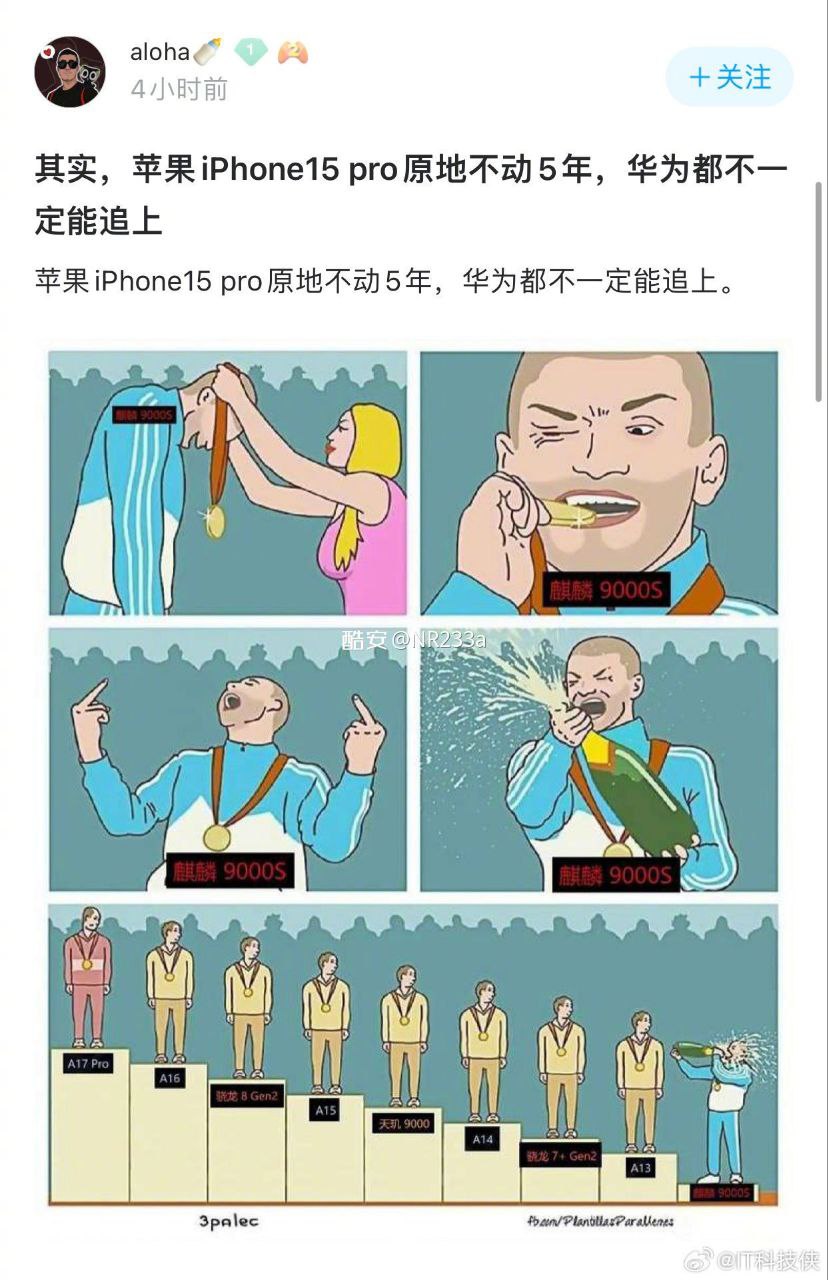 aloha
1
2
4小时前
+关注
其实，苹果iPhone15 pro原地不动5年，华为都不一
定能追上
苹果iPhone15 pro原地不动5年，华为都不一定能追上。
麒麟 9000S
麒麟 9000S
酷安@NR233a
麒麟 9000S
麒麟 9000S
A17 Pro
A16
骁龙 8 Gen2
A15
天玑 9000
A14
骁龙 7+ Gen2
A13
麒麟 9000S
3palec
fb.com/PlantillasParaMemes
@IT科技侠